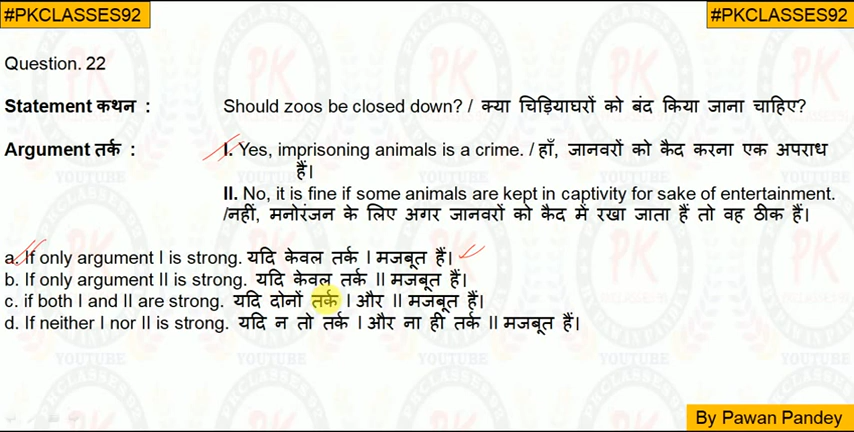 #PKCLASSES92
#PKCLASSES92
Question. 22
Statement कथन : Should zoos be closed down? / क्या चिड़ियाघरों को बंद किया जाना चाहिए?
Argument तर्क : I. Yes, imprisoning animals is a crime. / हाँ, जानवरों को कैद करना एक अपराध
हैं।
II. No, it is fine if some animals are kept in captivity for sake of entertainment.
/नहीं, मनोरंजन के लिए अगर जानवरों को कैद में रखा जाता हैं तो वह ठीक हैं।
a. If only argument I is strong. यदि केवल तर्क I मजबूत हैं।
b. If only argument II is strong. यदि केवल तर्क II मजबूत हैं।
c. if both I and II are strong. यदि दोनों तर्क I और II मजबूत हैं।
d. If neither I nor II is strong. यदि न तो तर्क I और ना ही तर्क II मजबूत हैं।
By Pawan Pandey